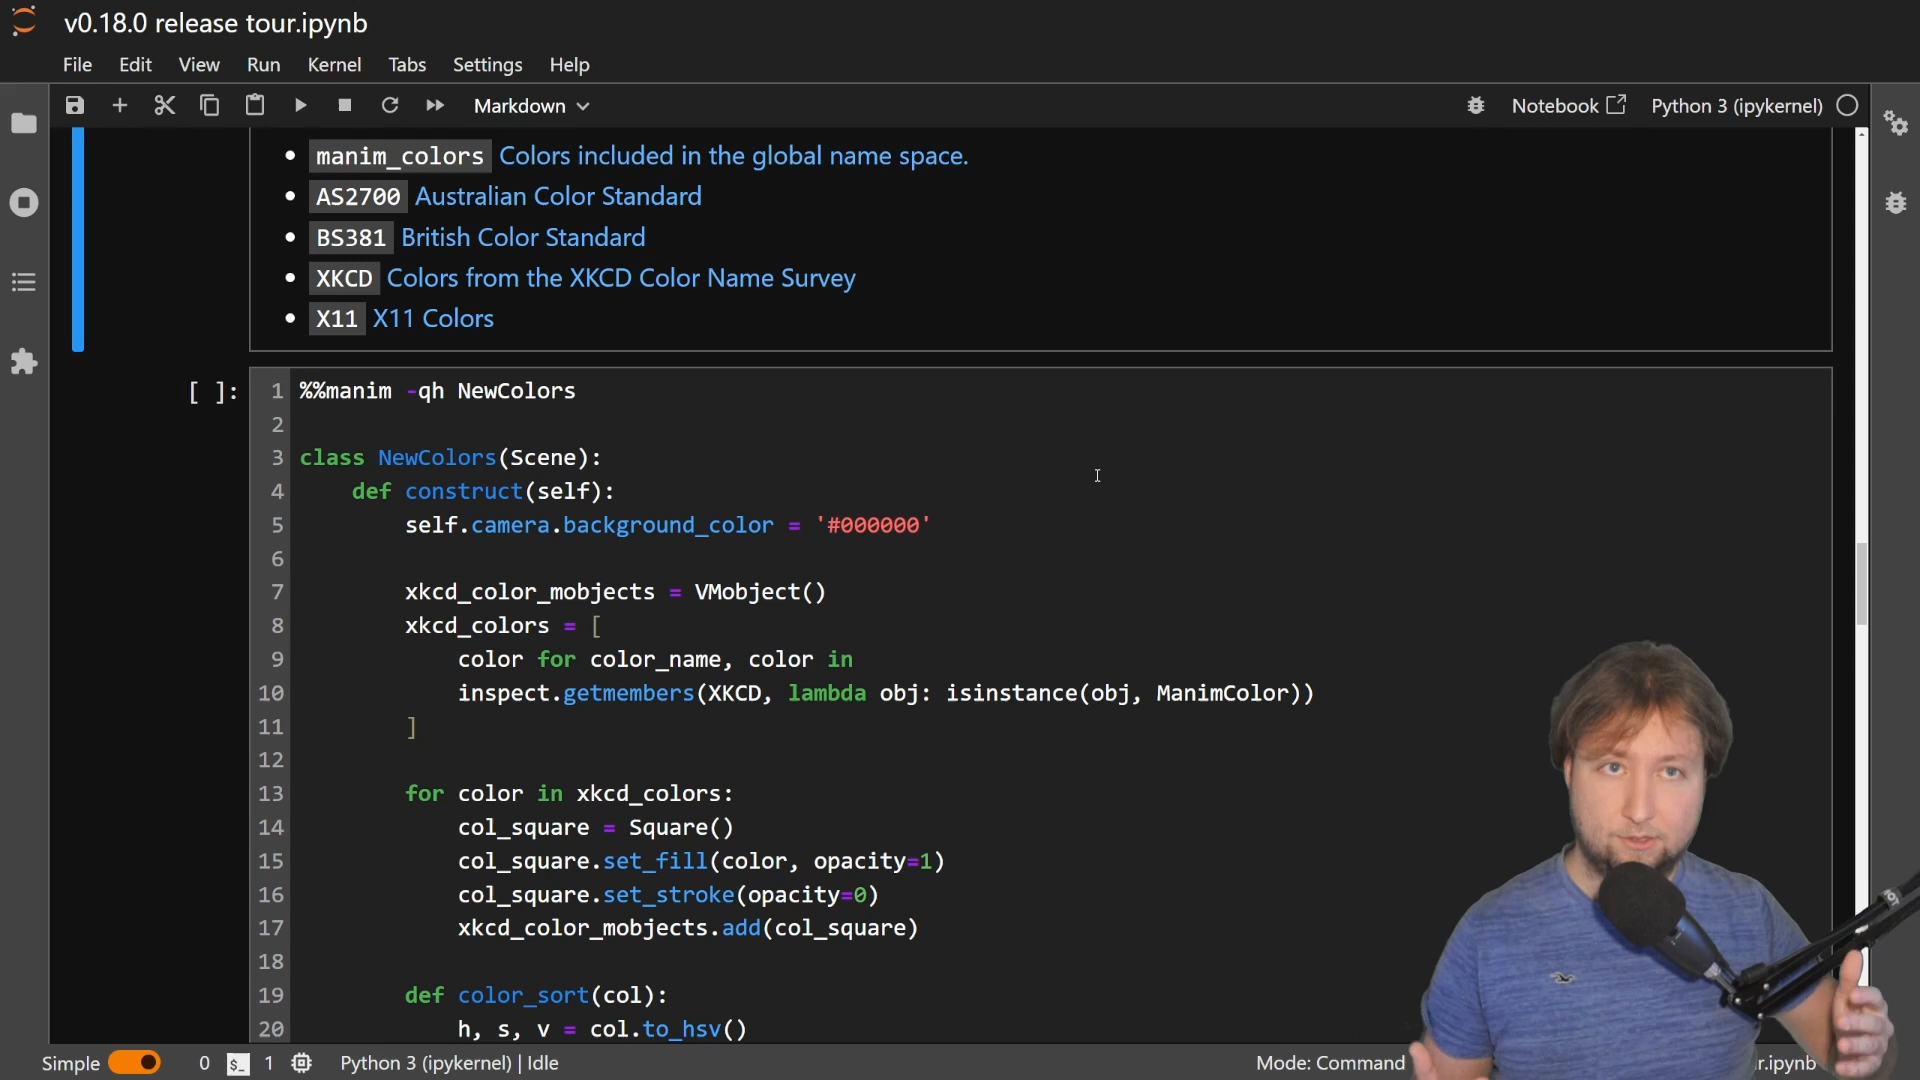 v0.18.0 release tour.ipynb
File Edit View Run Kernel Tabs Settings Help
Markdown Notebook Python 3 (ipykernel)
manim_colors Colors included in the global name space.
AS2700 Australian Color Standard
BS381 British Color Standard
XKCD Colors from the XKCD Color Name Survey
X11 X11 Colors
[ ]: 1 %%manim -qh NewColors
2
3 class NewColors(Scene):
4 def construct(self):
5 self.camera.background_color = '#000000'
6
7 xkcd_color_mobjects = VMobject()
8 xkcd_colors = [
9 color for color_name, color in
10 inspect.getmembers(XKCD, lambda obj: isinstance(obj, ManimColor))
11 ]
12
13 for color in xkcd_colors:
14 col_square = Square()
15 col_square.set_fill(color, opacity=1)
16 col_square.set_stroke(opacity=0)
17 xkcd_color_mobjects.add(col_square)
18
19 def color_sort(col):
20 h, s, v = col.to_hsv()
Simple 0 $_ 1 Python 3 (ipykernel) | Idle Mode: Command r.ipynb